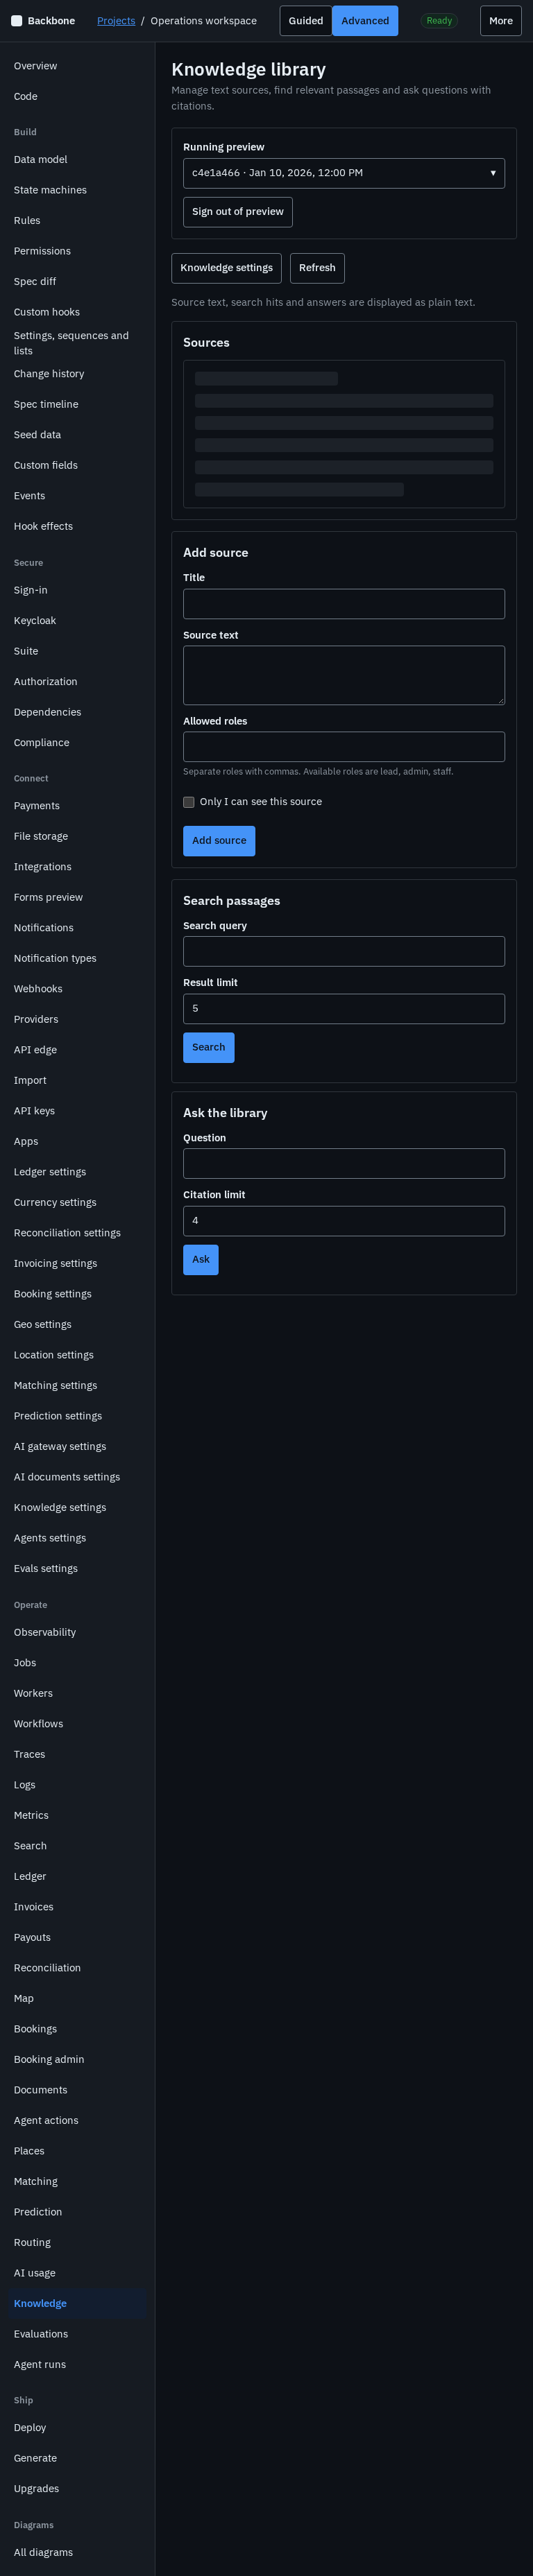 Backbone
Projects / Operations workspace
Guided
Advanced
Ready
More
Overview
Code
Build
Data model
State machines
Rules
Permissions
Spec diff
Custom hooks
Settings, sequences and
lists
Change history
Spec timeline
Seed data
Custom fields
Events
Hook effects
Secure
Sign-in
Keycloak
Suite
Authorization
Dependencies
Compliance
Connect
Payments
File storage
Integrations
Forms preview
Notifications
Notification types
Webhooks
Providers
API edge
Import
API keys
Apps
Ledger settings
Currency settings
Reconciliation settings
Invoicing settings
Booking settings
Geo settings
Location settings
Matching settings
Prediction settings
AI gateway settings
AI documents settings
Knowledge settings
Agents settings
Evals settings
Operate
Observability
Jobs
Workers
Workflows
Traces
Logs
Metrics
Search
Ledger
Invoices
Payouts
Reconciliation
Map
Bookings
Booking admin
Documents
Agent actions
Places
Matching
Prediction
Routing
AI usage
Knowledge
Evaluations
Agent runs
Ship
Deploy
Generate
Upgrades
Diagrams
All diagrams
Knowledge library
Manage text sources, find relevant passages and ask questions with
citations.
Running preview
c4e1a466 · Jan 10, 2026, 12:00 PM
Sign out of preview
Knowledge settings
Refresh
Source text, search hits and answers are displayed as plain text.
Sources
Add source
Title
Source text
Allowed roles
Separate roles with commas. Available roles are lead, admin, staff.
Only I can see this source
Add source
Search passages
Search query
Result limit
5
Search
Ask the library
Question
Citation limit
4
Ask